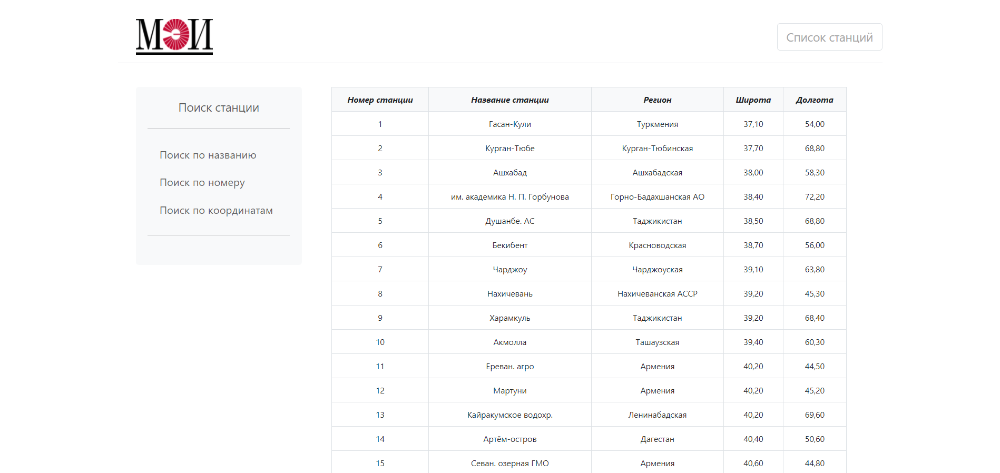 МЭИ
Список станций
Поиск станции
Поиск по названию
Поиск по номеру
Поиск по координатам
Номер станции Название станции Регион Широта Долгота
1 Гасан-Кули Туркмения 37,10 54,00
2 Курган-Тюбе Курган-Тюбинская 37,70 68,80
3 Ашхабад Ашхабадская 38,00 58,30
4 им. академика Н. П. Горбунова Горно-Бадахшанская АО 38,40 72,20
5 Душанбе. АС Таджикистан 38,50 68,80
6 Бекибент Красноводская 38,70 56,00
7 Чарджоу Чарджоуская 39,10 63,80
8 Нахичевань Нахичеванская АССР 39,20 45,30
9 Харамкуль Таджикистан 39,20 68,40
10 Акмолла Ташаузская 39,40 60,30
11 Ереван. агро Армения 40,20 44,50
12 Мартуни Армения 40,20 45,20
13 Кайракумское водохр. Ленинабадская 40,20 69,60
14 Артём-остров Дагестан 40,40 50,60
15 Севан. озерная ГМО Армения 40,60 44,80